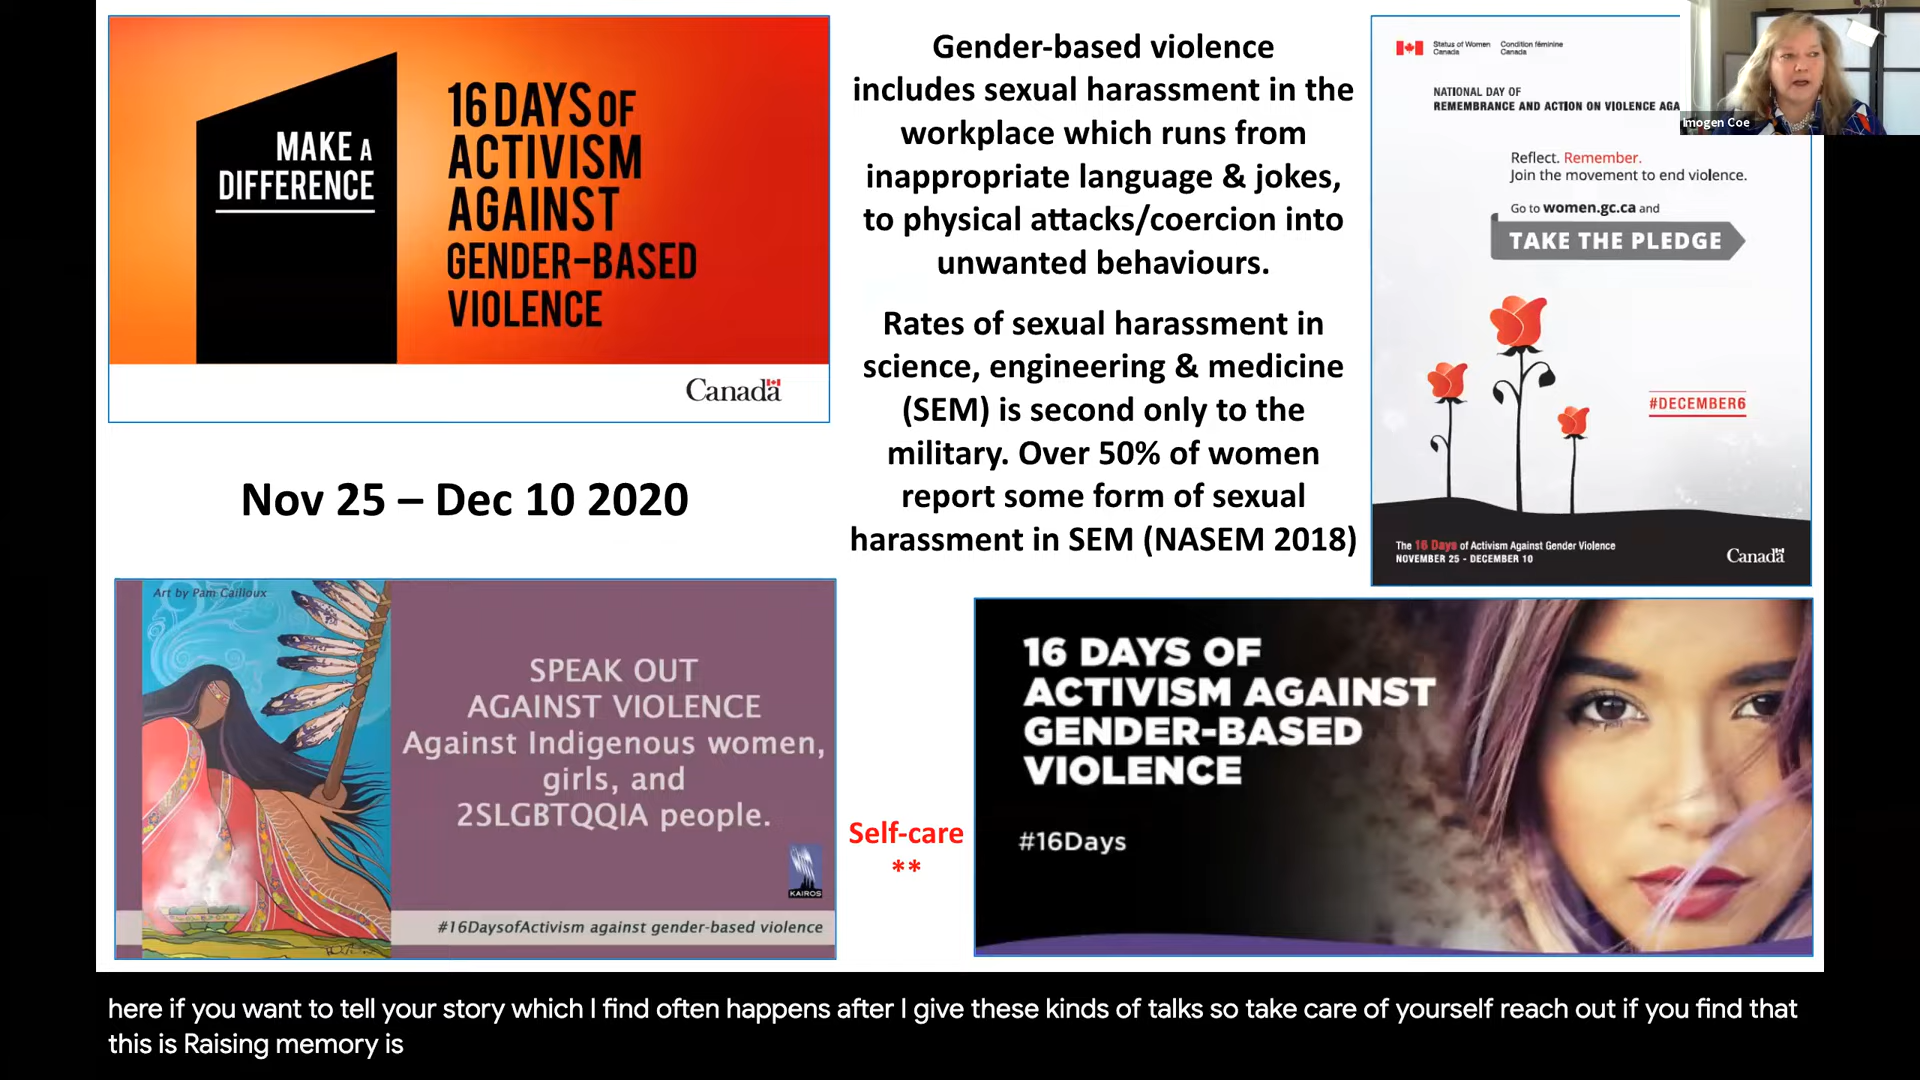 MAKE A
DIFFERENCE
16 DAYS OF
ACTIVISM
AGAINST
GENDER-BASED
VIOLENCE
Canada
Nov 25 – Dec 10 2020
Gender-based violence
includes sexual harassment in the
workplace which runs from
inappropriate language & jokes,
to physical attacks/coercion into
unwanted behaviours.
Rates of sexual harassment in
science, engineering & medicine
(SEM) is second only to the
military. Over 50% of women
report some form of sexual
harassment in SEM (NASEM 2018)
Status of Women
Canada
Condition féminine
Canada
NATIONAL DAY OF
REMEMBRANCE AND ACTION ON VIOLENCE AGA
Imogen Coe
Reflect. Remember.
Join the movement to end violence.
Go to women.gc.ca and
TAKE THE PLEDGE
#DECEMBER6
The 16 Days of Activism Against Gender Violence
NOVEMBER 25 - DECEMBER 10
Canada
Art by Pam Cailloux
SPEAK OUT
AGAINST VIOLENCE
Against Indigenous women,
girls, and
2SLGBTQQIA people.
KAIROS
#16DaysofActivism against gender-based violence
Self-care
**
16 DAYS OF
ACTIVISM AGAINST
GENDER-BASED
VIOLENCE
#16Days
here if you want to tell your story which I find often happens after I give these kinds of talks so take care of yourself reach out if you find that
this is Raising memory is